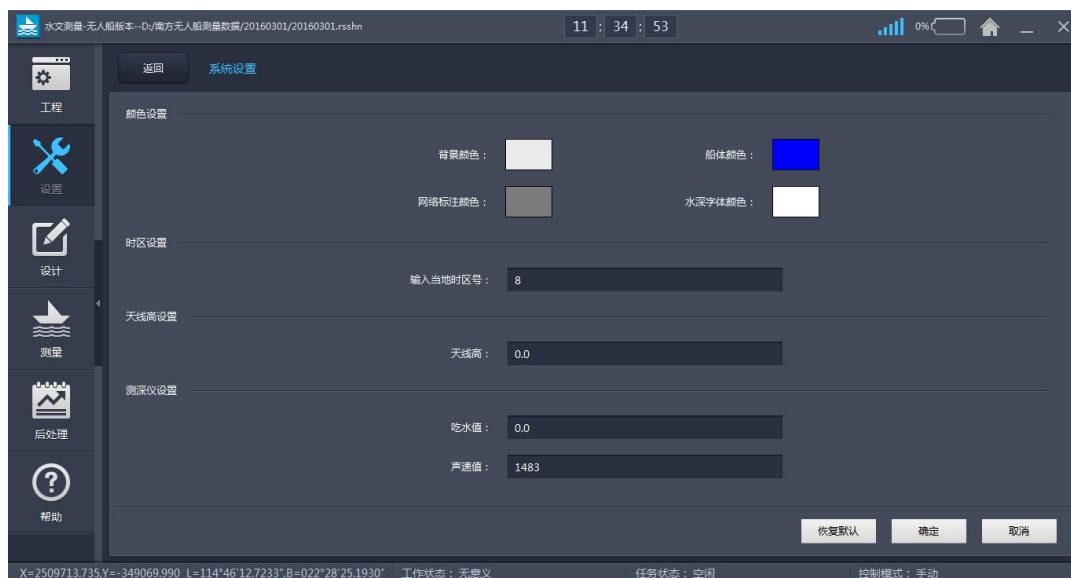 水文测量-无人船版本--D:/南方无人船测量数据/20160301/20160301.rsshn
11 : 34 : 53
0%
工程
设置
设计
测量
后处理
帮助
返回
系统设置
颜色设置
背景颜色：
船体颜色：
网络标注颜色：
水深字体颜色：
时区设置
输入当地时区号： 8
天线高设置
天线高： 0.0
测深仪设置
吃水值： 0.0
声速值： 1483
恢复默认
确定
取消
X=2509713.735,Y=-349069.990 L=114°46'12.7233",B=022°28'25.1930" 工作状态：无意义 任务状态：空闲 控制模式：手动